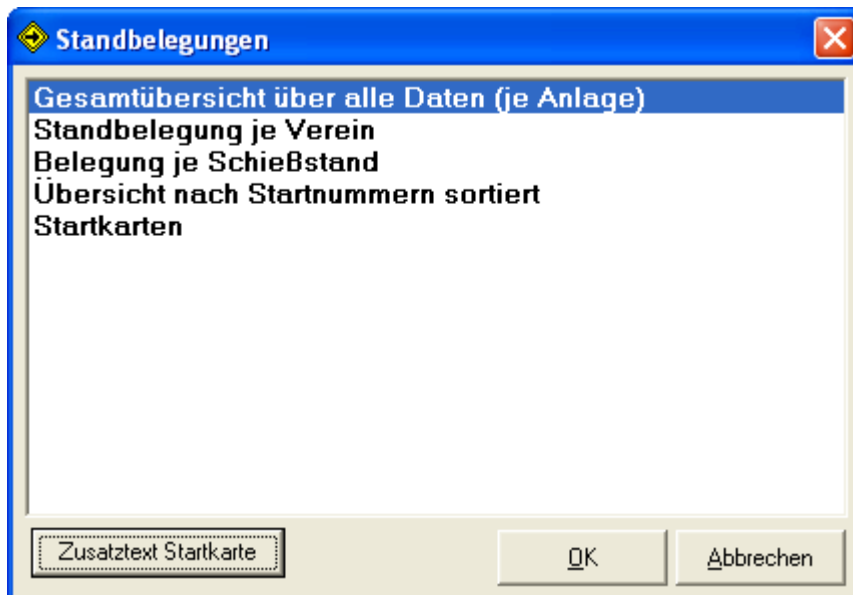 Standbelegungen
Gesamtübersicht über alle Daten (je Anlage)
Standbelegung je Verein
Belegung je Schießstand
Übersicht nach Startnummern sortiert
Startkarten
Zusatztext Startkarte
OK
Abbrechen